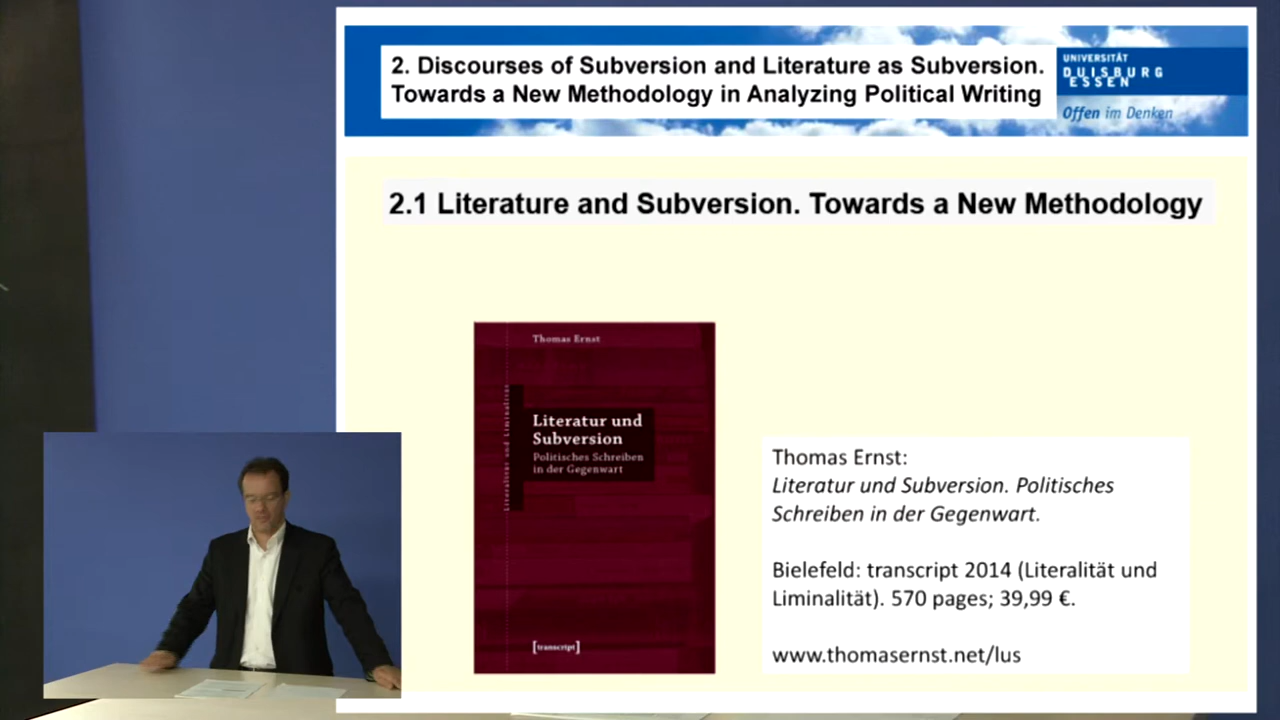 2. Discourses of Subversion and Literature as Subversion.
Towards a New Methodology in Analyzing Political Writing
UNIVERSITÄT
DUISBURG
ESSEN
Offen im Denken
2.1 Literature and Subversion. Towards a New Methodology
Thomas Ernst
Literalität und Liminalität
Literatur und
Subversion
Politisches Schreiben
in der Gegenwart
[transcript]
Thomas Ernst:
Literatur und Subversion. Politisches
Schreiben in der Gegenwart.
Bielefeld: transcript 2014 (Literalität und
Liminalität). 570 pages; 39,99 €.
www.thomasernst.net/lus